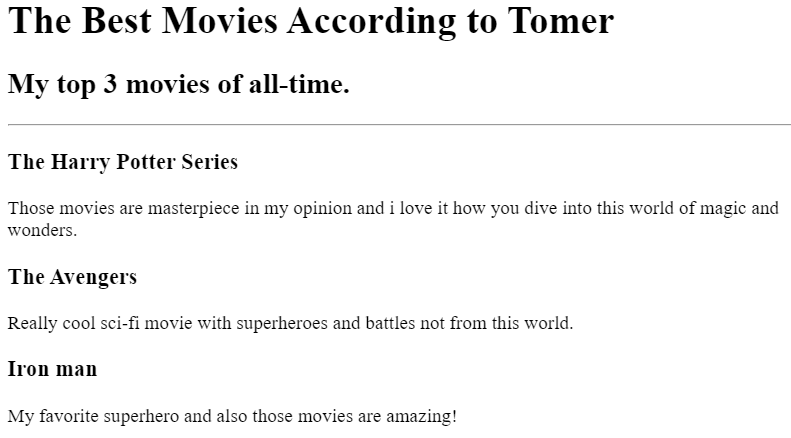 The Best Movies According to Tomer
My top 3 movies of all-time.
The Harry Potter Series
Those movies are masterpiece in my opinion and i love it how you dive into this world of magic and
wonders.
The Avengers
Really cool sci-fi movie with superheroes and battles not from this world.
Iron man
My favorite superhero and also those movies are amazing!